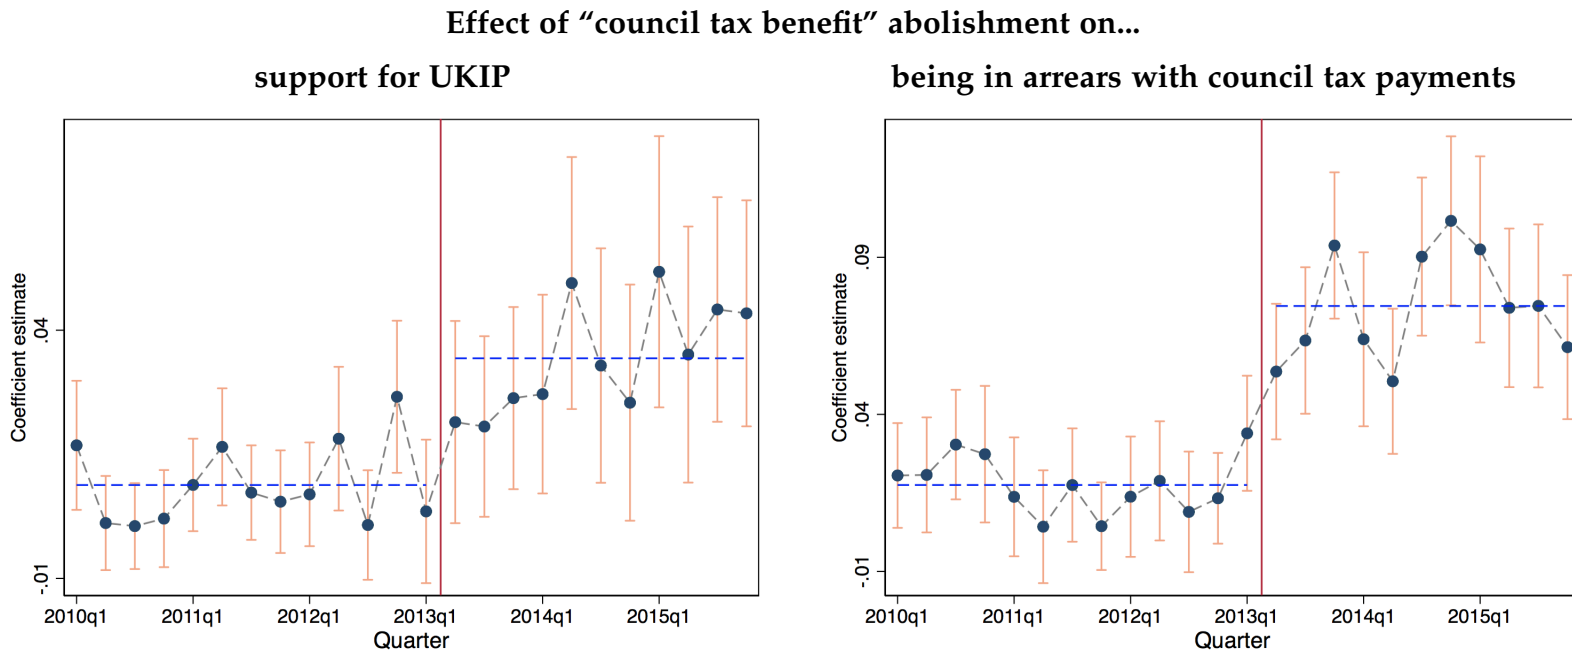 Effect of “council tax benefit” abolishment on...
support for UKIP
being in arrears with council tax payments
Coefficient estimate
.04
-.01
2010q1 2011q1 2012q1 2013q1 2014q1 2015q1
Quarter
Coefficient estimate
.09
.04
-.01
2010q1 2011q1 2012q1 2013q1 2014q1 2015q1
Quarter